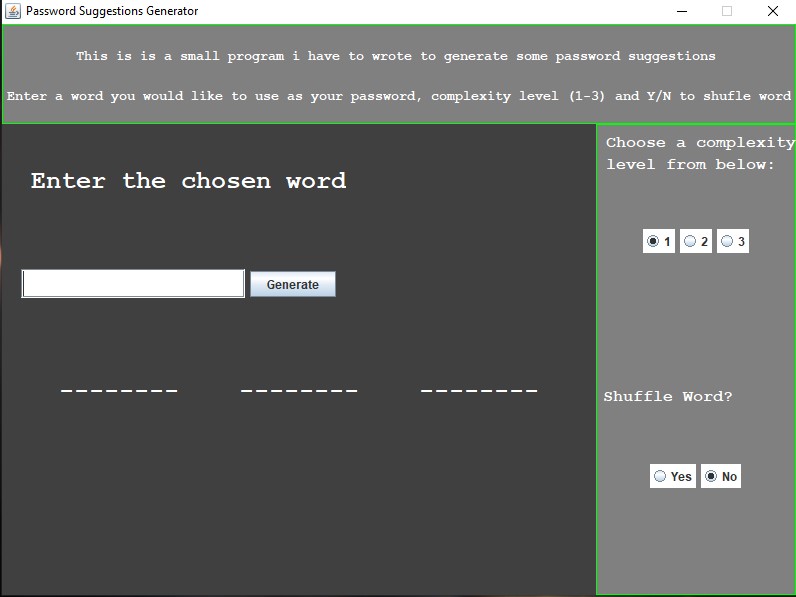 Password Suggestions Generator
This is is a small program i have to wrote to generate some password suggestions
Enter a word you would like to use as your password, complexity level (1-3) and Y/N to shufle word
Enter the chosen word
Generate
-------- -------- --------
Choose a complexity
level from below:
1 2 3
Shuffle Word?
Yes No